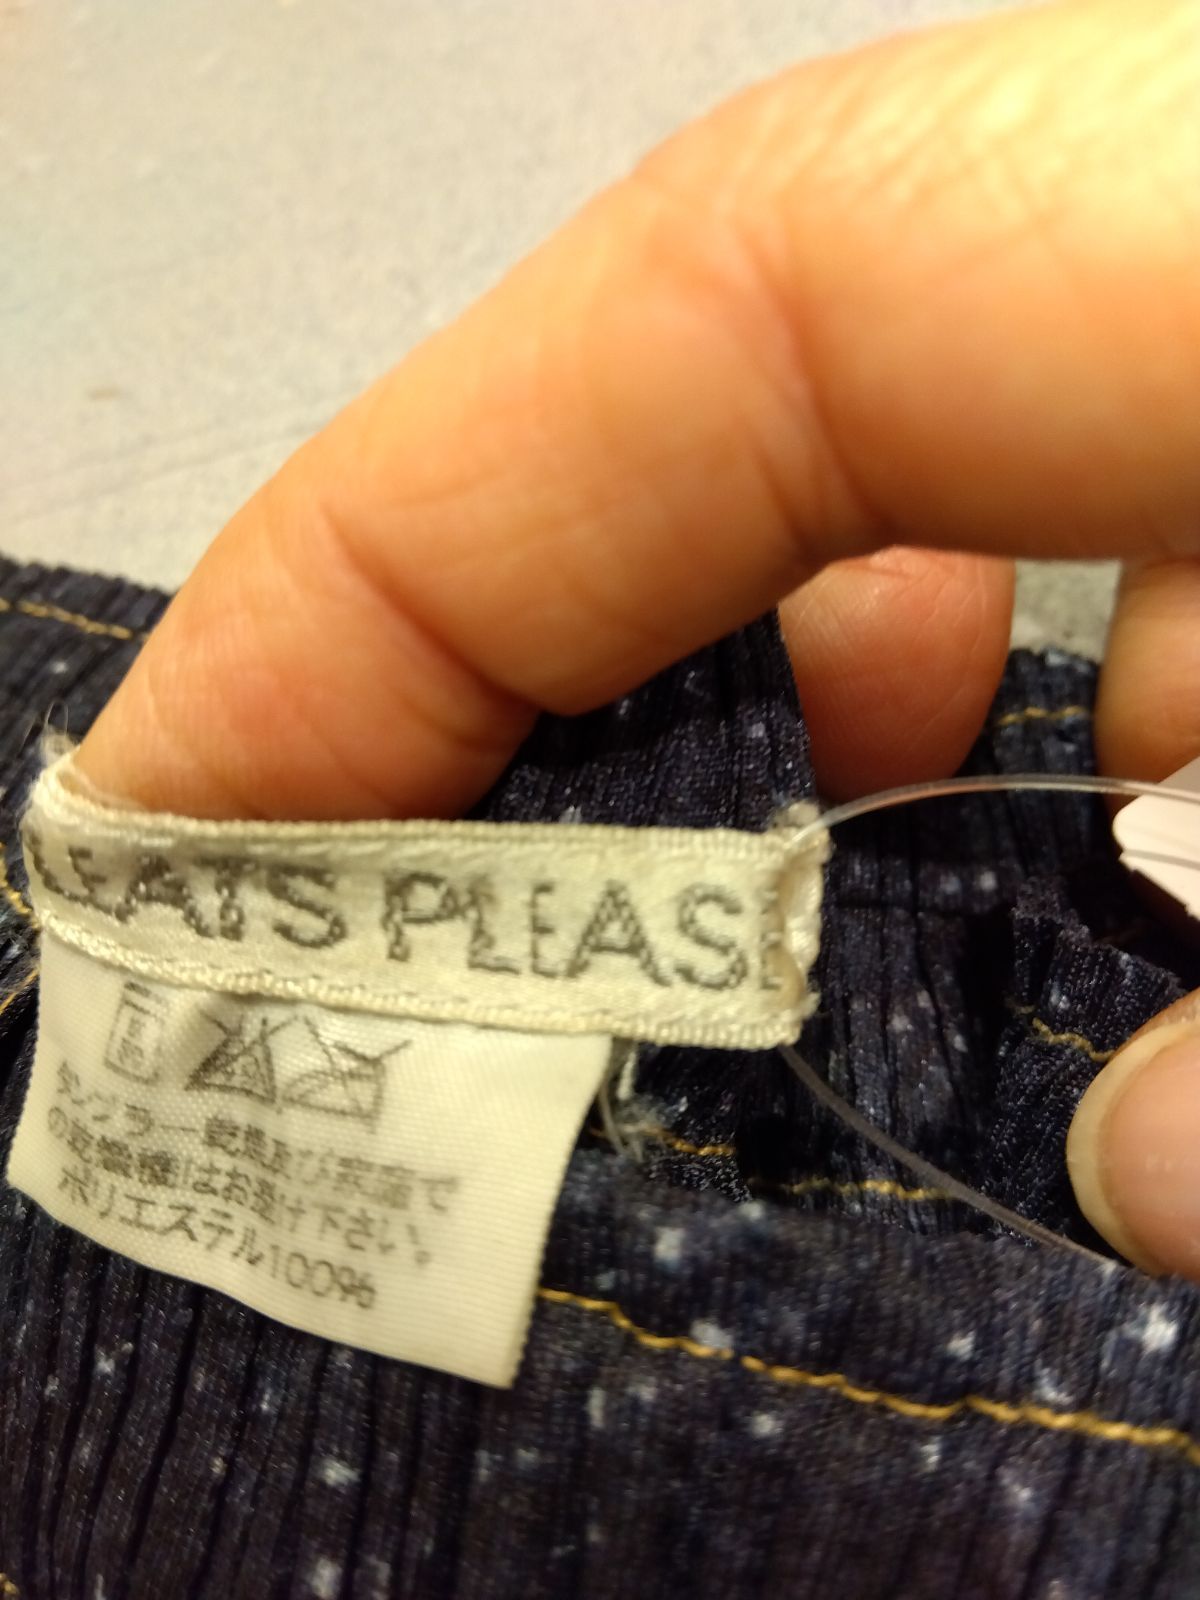 LEATS PLEASE
タンブラー乾燥及び家庭で
の乾燥機はお避け下さい。
ポリエステル100%